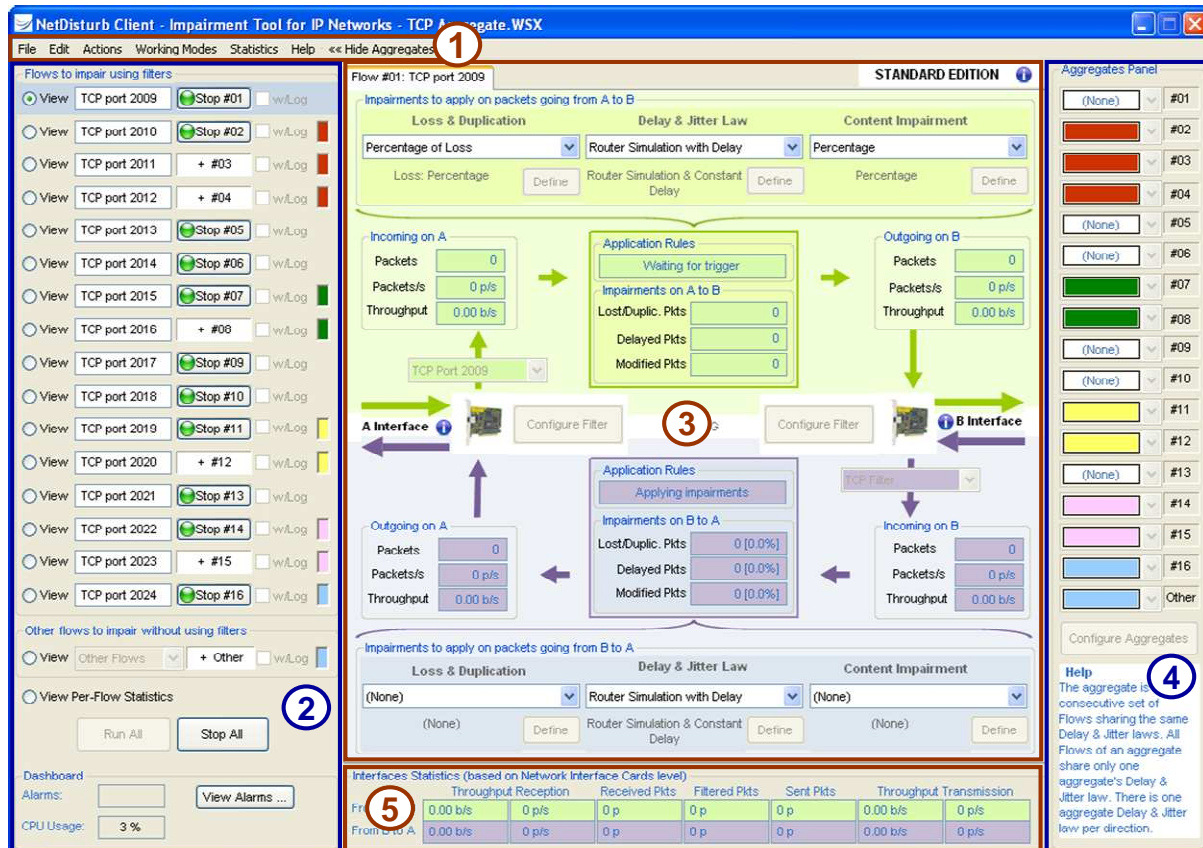 NetDisturb Client - Impairment Tool for IP Networks - TCP Aggregate.WSX
File Edit Actions Working Modes Statistics Help << Hide Aggregates
1
Flows to impair using filters
View TCP port 2009 Stop #01 w/Log
View TCP port 2010 Stop #02 w/Log
View TCP port 2011 + #03 w/Log
View TCP port 2012 + #04 w/Log
View TCP port 2013 Stop #05 w/Log
View TCP port 2014 Stop #06 w/Log
View TCP port 2015 Stop #07 w/Log
View TCP port 2016 + #08 w/Log
View TCP port 2017 Stop #09 w/Log
View TCP port 2018 Stop #10 w/Log
View TCP port 2019 Stop #11 w/Log
View TCP port 2020 + #12 w/Log
View TCP port 2021 Stop #13 w/Log
View TCP port 2022 Stop #14 w/Log
View TCP port 2023 + #15 w/Log
View TCP port 2024 Stop #16 w/Log
Other flows to impair without using filters
View Other Flows + Other w/Log
View Per-Flow Statistics
2
Run All Stop All
Dashboard
Alarms: View Alarms ...
CPU Usage: 3 %
Flow #01: TCP port 2009 STANDARD EDITION
Impairments to apply on packets going from A to B
Loss & Duplication Delay & Jitter Law Content Impairment
Percentage of Loss Router Simulation with Delay Percentage
Loss: Percentage Define Router Simulation & Constant Delay Define Percentage Define
Incoming on A
Packets 0
Packets/s 0 p/s
Throughput 0.00 b/s
Application Rules
Waiting for trigger
Impairments on A to B
Lost/Duplic. Pkts 0
Delayed Pkts 0
Modified Pkts 0
Outgoing on B
Packets 0
Packets/s 0 p/s
Throughput 0.00 b/s
TCP Port 2009
A Interface Configure Filter 3 G Configure Filter B Interface
TCP Filter
Outgoing on A
Packets 0
Packets/s 0 p/s
Throughput 0.00 b/s
Application Rules
Applying impairments
Impairments on B to A
Lost/Duplic. Pkts 0 [0.0%]
Delayed Pkts 0 [0.0%]
Modified Pkts 0 [0.0%]
Incoming on B
Packets 0
Packets/s 0 p/s
Throughput 0.00 b/s
Impairments to apply on packets going from B to A
Loss & Duplication Delay & Jitter Law Content Impairment
(None) Router Simulation with Delay (None)
(None) Define Router Simulation & Constant Delay Define (None) Define
Interfaces Statistics (based on Network Interface Cards level)
Throughput Reception Received Pkts Filtered Pkts Sent Pkts Throughput Transmission
5 0.00 b/s 0 p/s 0 p 0 p 0 p 0.00 b/s 0 p/s
From B to A 0.00 b/s 0 p/s 0 p 0 p 0 p 0.00 b/s 0 p/s
Aggregates Panel
(None) #01
#02
#03
#04
(None) #05
(None) #06
#07
#08
(None) #09
(None) #10
#11
#12
(None) #13
#14
#15
#16
Other
Configure Aggregates
Help
4
The aggregate is
consecutive set of
Flows sharing the same
Delay & Jitter laws. All
Flows of an aggregate
share only one
aggregate's Delay &
Jitter law. There is one
aggregate Delay & Jitter
law per direction.